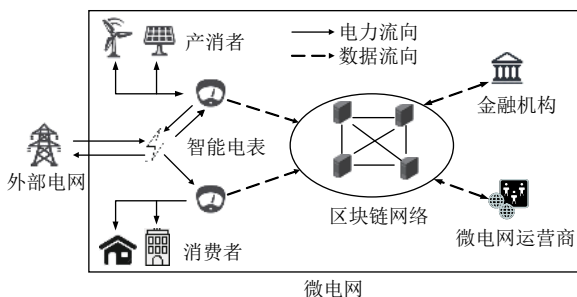 产消者
电力流向
数据流向
金融机构
智能电表
外部电网
区块链网络
微电网运营商
消费者
微电网